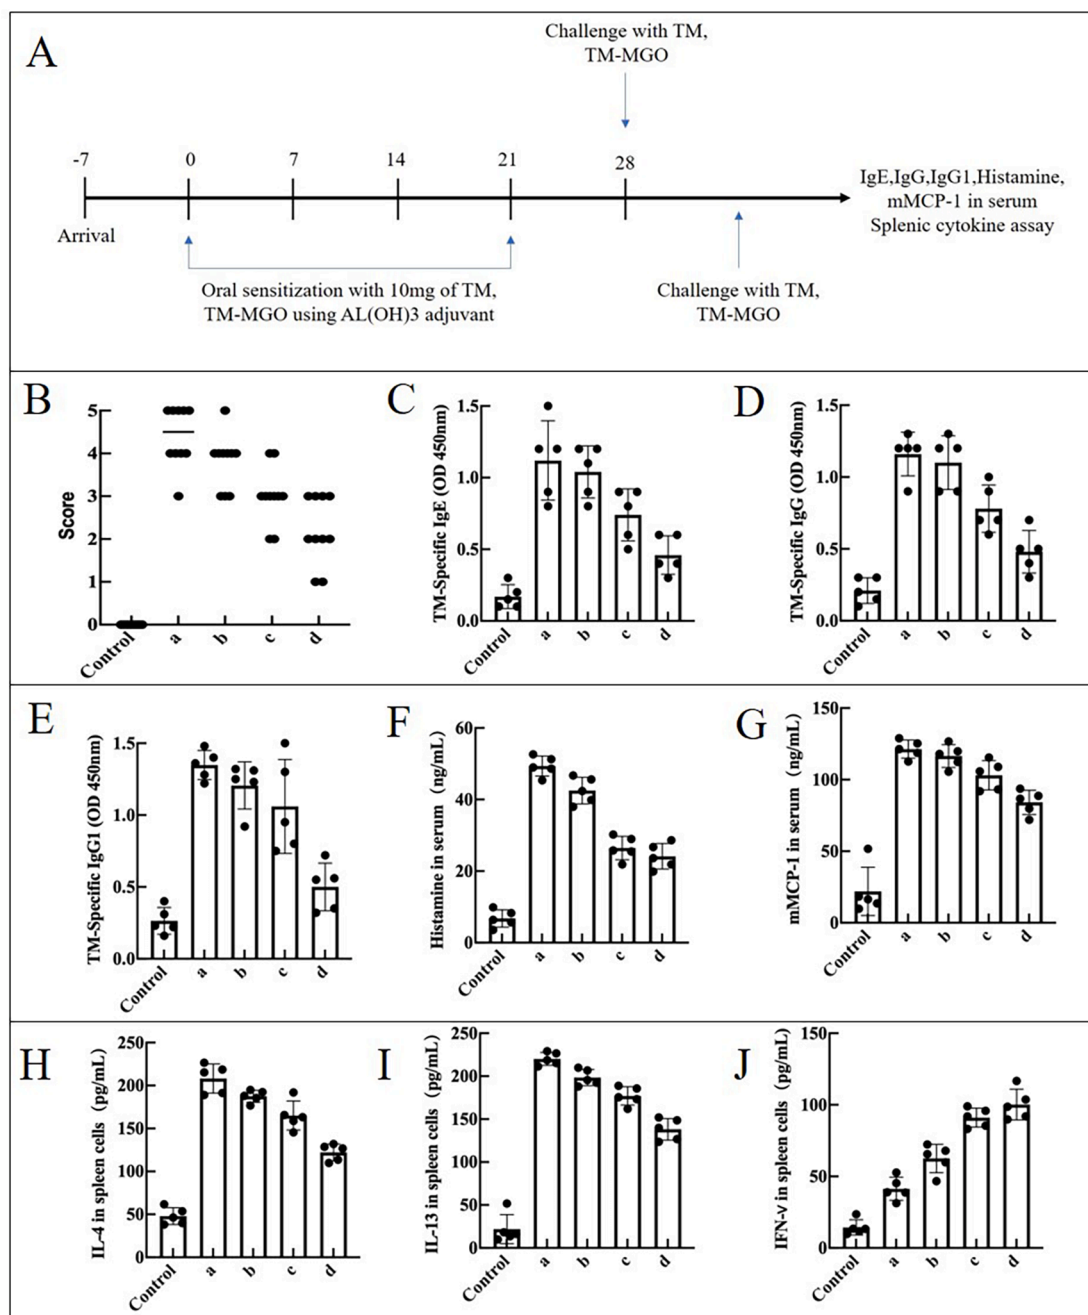 A
Challenge with TM,
TM-MGO
-7
0
7
14
21
28
Arrival
IgE,IgG,IgG1,Histamine,
mMCP-1 in serum
Splenic cytokine assay
Oral sensitization with 10mg of TM,
TM-MGO using AL(OH)3 adjuvant
Challenge with TM,
TM-MGO
B
Score
5
4
3
2
1
0
Control
a
b
c
d
C
TM-Specific IgE (OD 450nm)
1.5
1.0
0.5
0.0
Control
a
b
c
d
D
TM-Specific IgG (OD 450nm)
1.5
1.0
0.5
0.0
Control
a
b
c
d
E
TM-Specific IgG1 (OD 450nm)
1.5
1.0
0.5
0.0
Control
a
b
c
d
F
Histamine in serum (ng/mL)
60
40
20
0
Control
a
b
c
d
G
mMCP-1 in serum (ng/mL)
150
100
50
0
Control
a
b
c
d
H
IL-4 in spleen cells (pg/mL)
250
200
150
100
50
0
Control
a
b
c
d
I
IL-13 in spleen cells (pg/mL)
250
200
150
100
50
0
Control
a
b
c
d
J
IFN-v in spleen cells (pg/mL)
150
100
50
0
Control
a
b
c
d